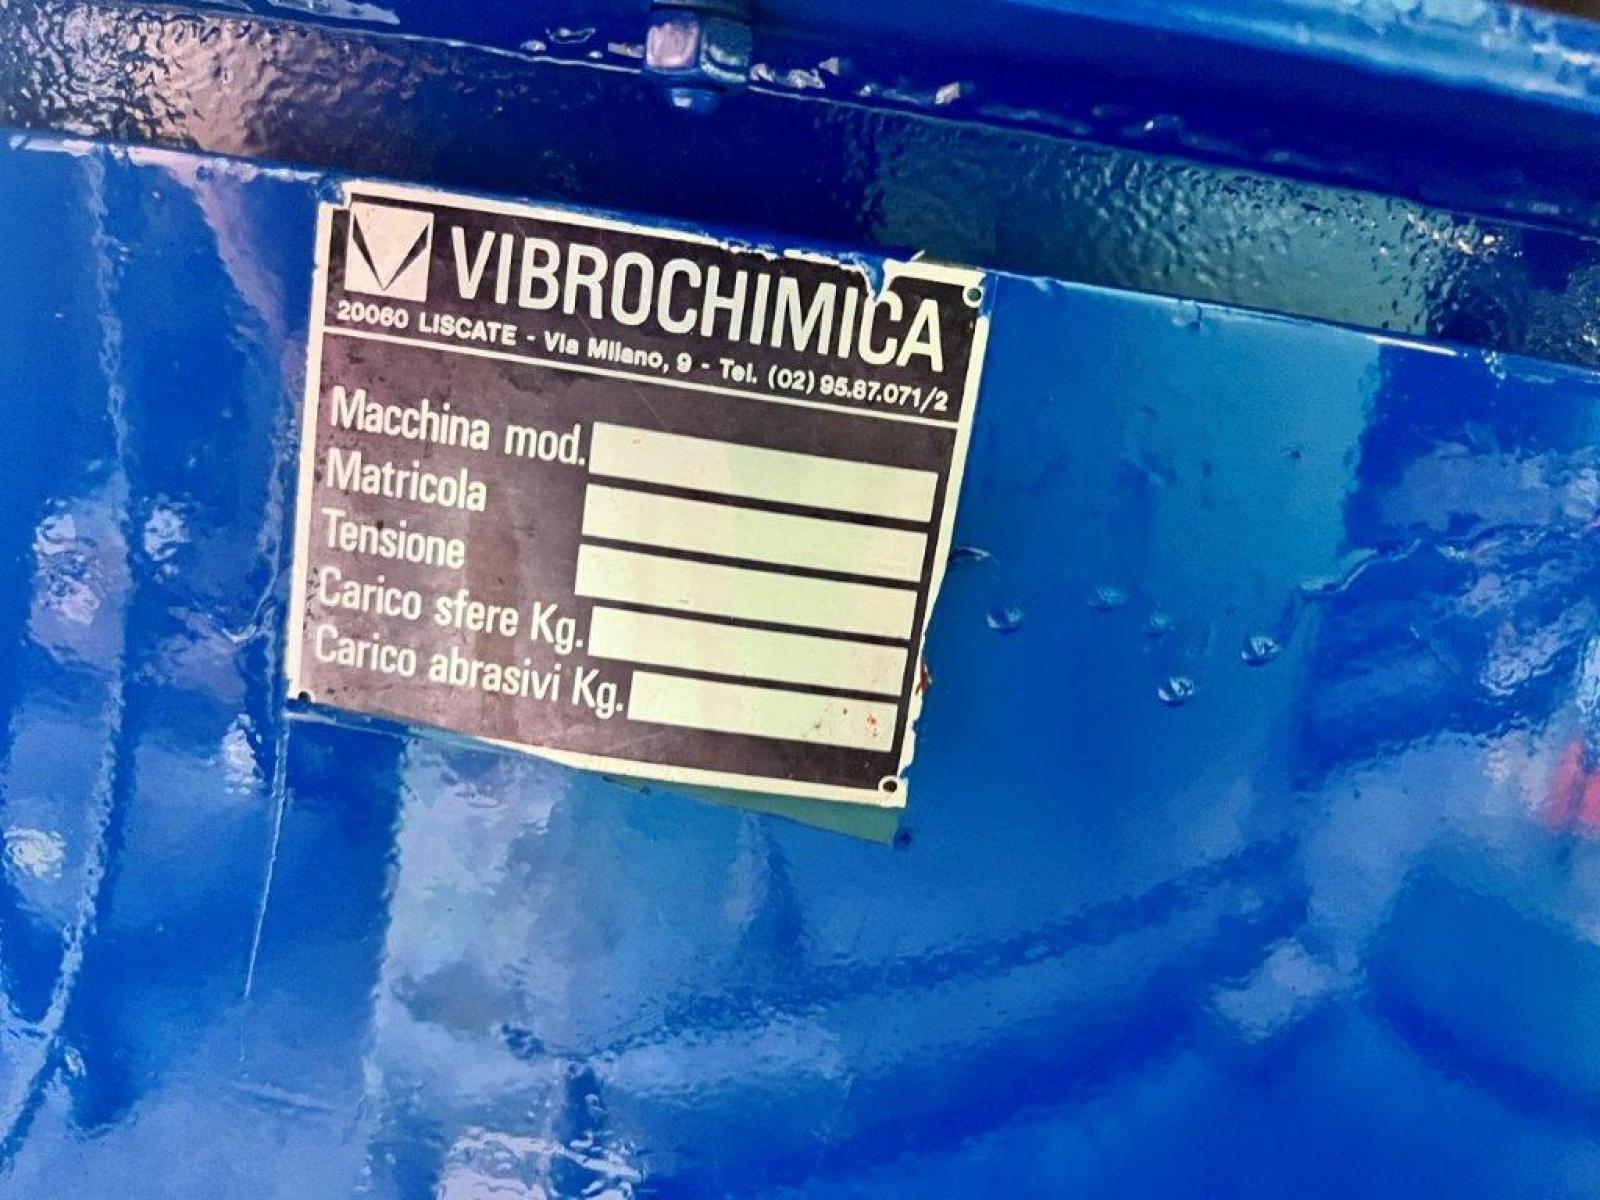 VIBROCHIMICA
20060 LISCATE - Via Milano, 9 - Tel. (02) 95.87.071/2
Macchina mod.
Matricola
Tensione
Carico sfere Kg.
Carico abrasivi Kg.